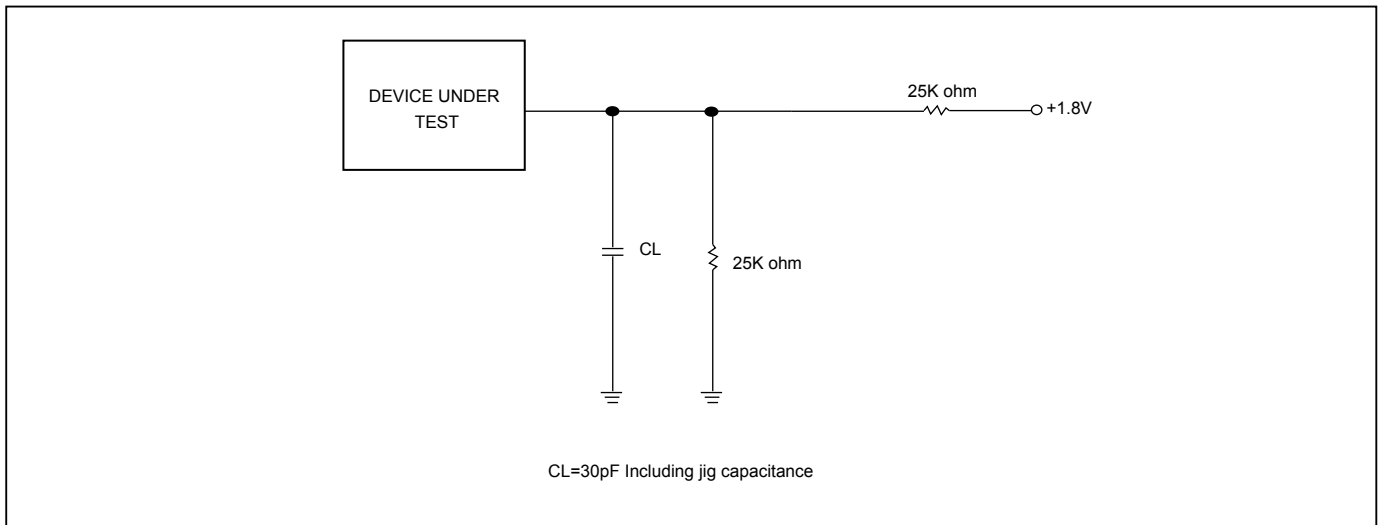 DEVICE UNDER
TEST
25K ohm
+1.8V
CL
25K ohm
CL=30pF Including jig capacitance